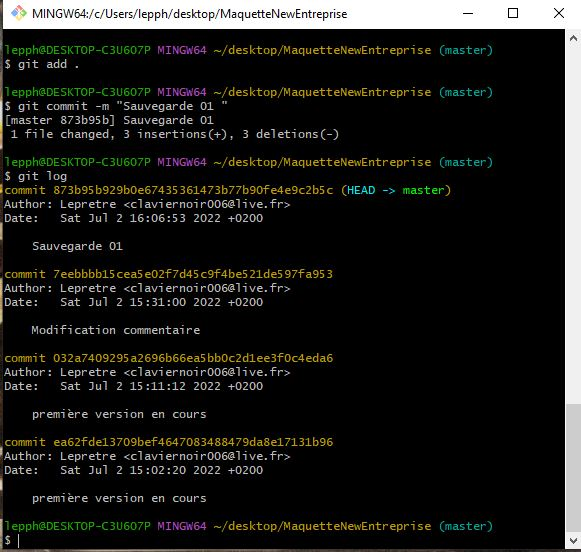 MINGW64:/c/Users/lepph/desktop/MaquetteNewEntreprise
lepph@DESKTOP-C3U607P MINGW64 ~/desktop/MaquetteNewEntreprise (master)
$ git add .
lepph@DESKTOP-C3U607P MINGW64 ~/desktop/MaquetteNewEntreprise (master)
$ git commit -m "Sauvegarde 01 "
[master 873b95b] Sauvegarde 01
1 file changed, 3 insertions(+), 3 deletions(-)
lepph@DESKTOP-C3U607P MINGW64 ~/desktop/MaquetteNewEntreprise (master)
$ git log
commit 873b95b929b0e67435361473b77b90fe4e9c2b5c (HEAD -> master)
Author: Lepretre <claviernoir006@live.fr>
Date:   Sat Jul 2 16:06:53 2022 +0200
Sauvegarde 01
commit 7eebbbb15cea5e02f7d45c9f4be521de597fa953
Author: Lepretre <claviernoir006@live.fr>
Date:   Sat Jul 2 15:31:00 2022 +0200
Modification commentaire
commit 032a7409295a2696b66ea5bb0c2d1ee3f0c4eda6
Author: Lepretre <claviernoir006@live.fr>
Date:   Sat Jul 2 15:11:12 2022 +0200
première version en cours
commit ea62fde13709bef4647083488479da8e17131b96
Author: Lepretre <claviernoir006@live.fr>
Date:   Sat Jul 2 15:02:20 2022 +0200
première version en cours
lepph@DESKTOP-C3U607P MINGW64 ~/desktop/MaquetteNewEntreprise (master)
$